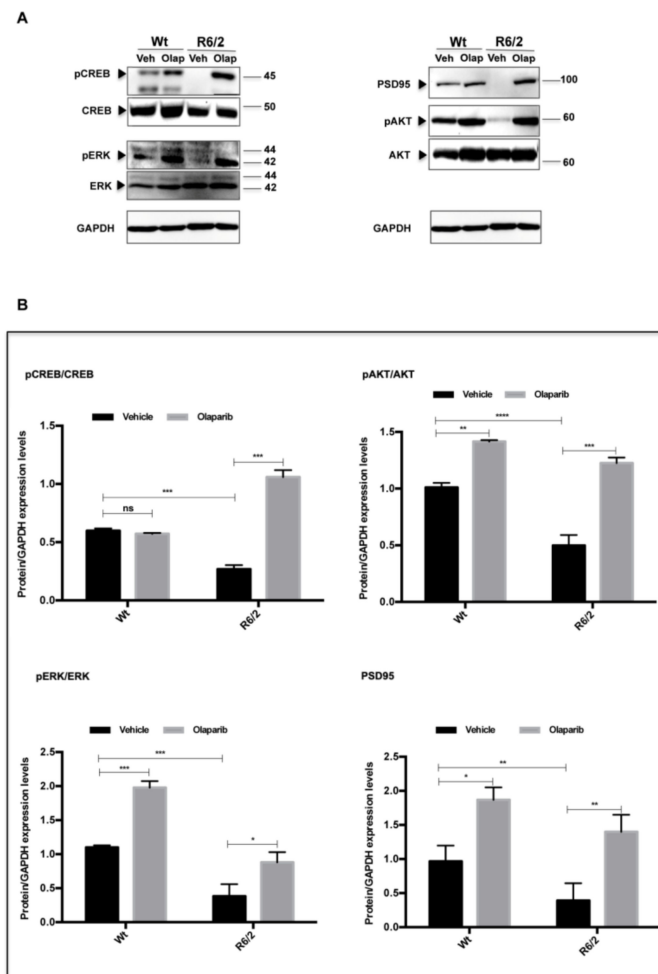 A
Wt R6/2
Veh Olap Veh Olap
pCREB 45
CREB 50
pERK 44
42
ERK 44
42
GAPDH
Wt R6/2
Veh Olap Veh Olap
PSD95 100
pAKT 60
AKT 60
GAPDH
B
pCREB/CREB
Vehicle Olaparib
Protein/GAPDH expression levels
1.5
1.0
0.5
0.0
***
***
ns
Wt
R6/2
pAKT/AKT
Vehicle Olaparib
Protein/GAPDH expression levels
1.5
1.0
0.5
0.0
****
**
***
Wt
R6/2
pERK/ERK
Vehicle Olaparib
Protein/GAPDH expression levels
2.5
2.0
1.5
1.0
0.5
0.0
***
***
*
Wt
R6/2
PSD95
Vehicle Olaparib
Protein/GAPDH expression levels
2.5
2.0
1.5
1.0
0.5
0.0
**
*
**
Wt
R6/2